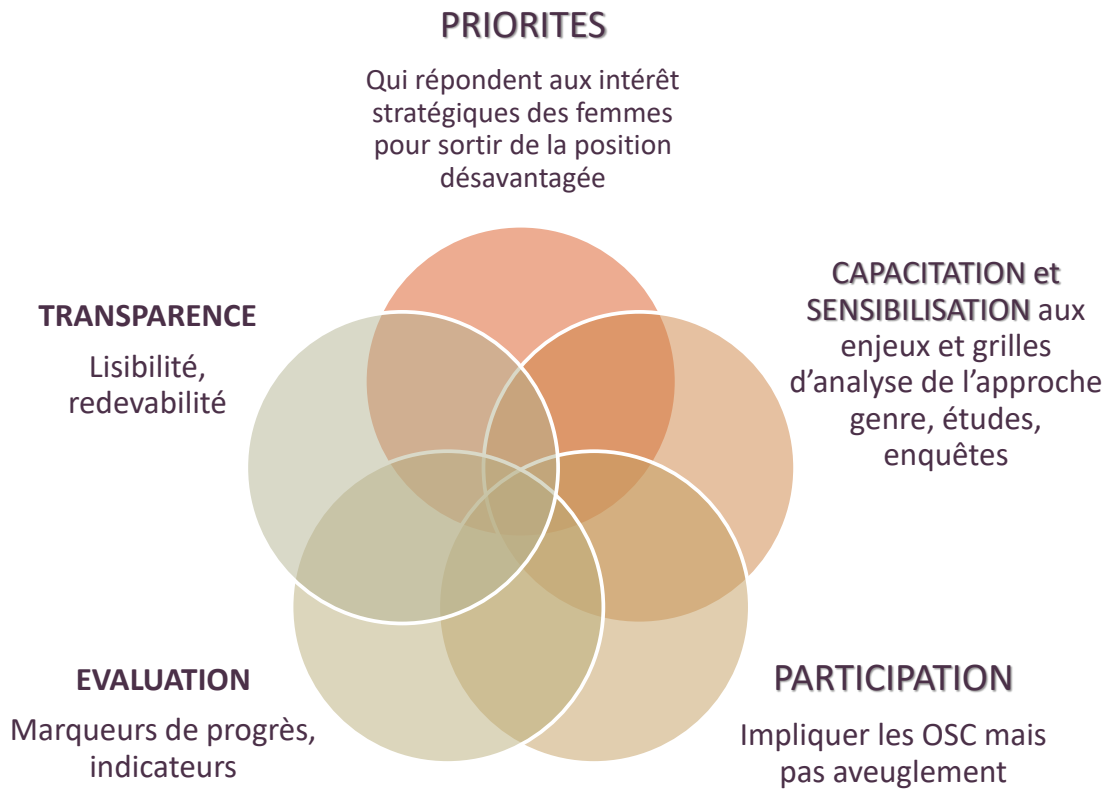 PRIORITES
Qui répondent aux intérêt
stratégiques des femmes
pour sortir de la position
désavantagée
CAPACITATION et
SENSIBILISATION aux
enjeux et grilles
d’analyse de l’approche
genre, études,
enquêtes
TRANSPARENCE
Lisibilité,
redevabilité
EVALUATION
Marqueurs de progrès,
indicateurs
PARTICIPATION
Impliquer les OSC mais
pas aveuglement